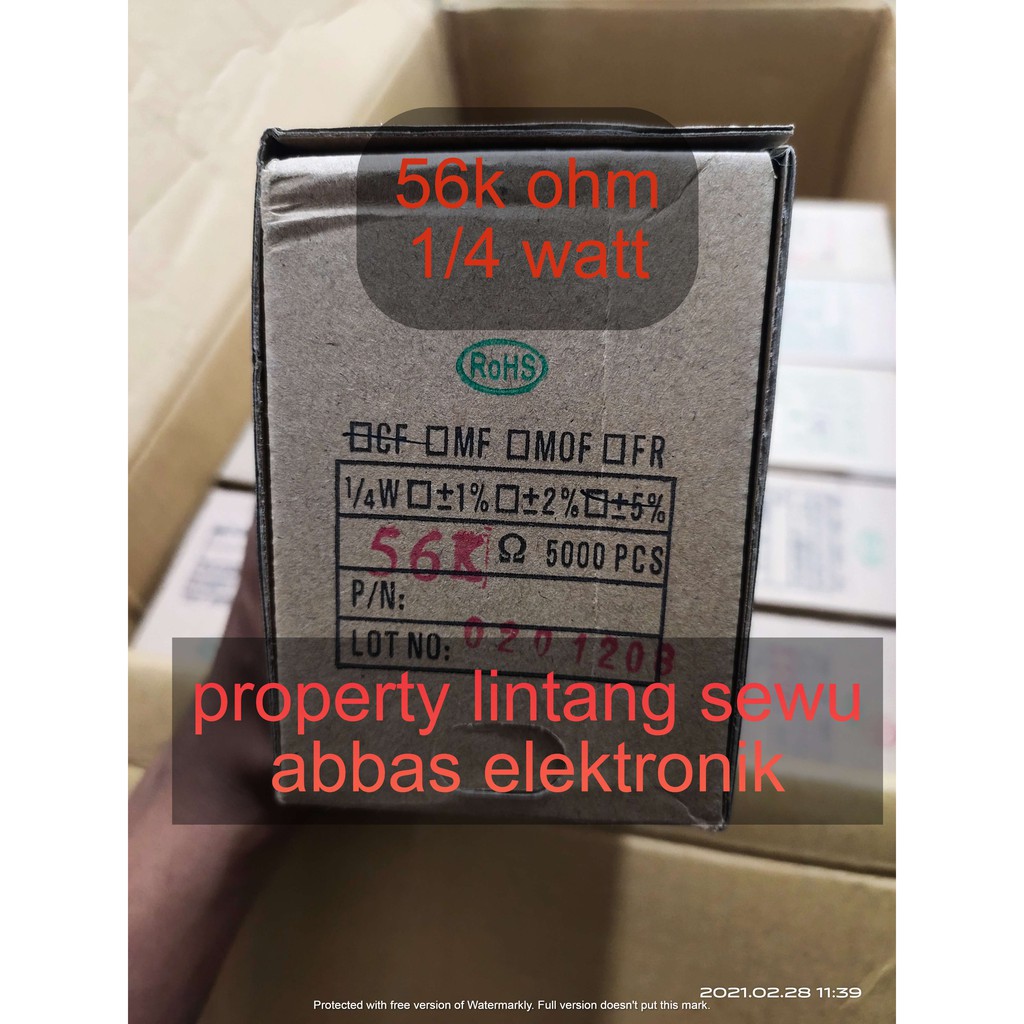 56k ohm
1/4 watt
RoHS
☐CF ☐MF ☐MOF ☐FR
1/4W ☐±1% ☐±2% ☐±5%
56K Ω 5000 PCS
P/N:
LOT NO: 0201208
property lintang sewu
abbas elektronik
2021.02.28 11:39
Protected with free version of Watermarkly. Full version doesn't put this mark.